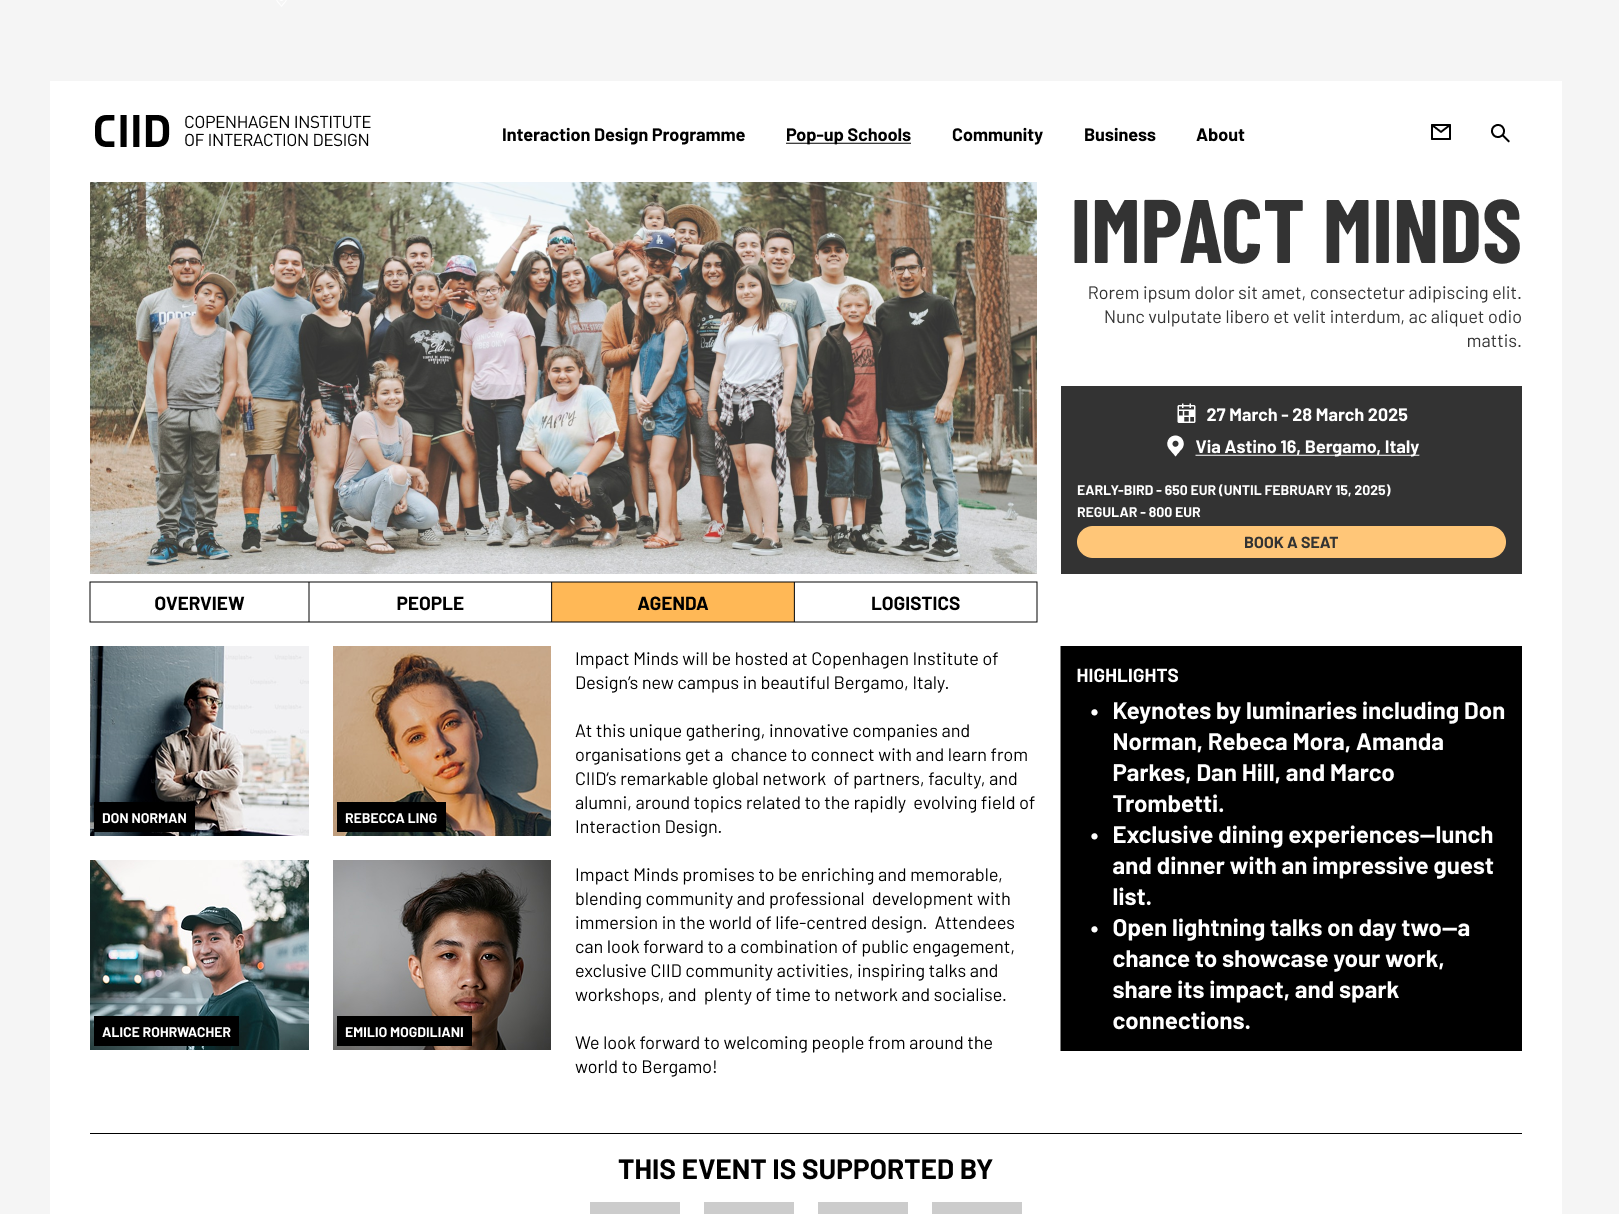 CIID COPENHAGEN INSTITUTE
OF INTERACTION DESIGN
Interaction Design Programme
Pop-up Schools
Community
Business
About
IMPACT MINDS
Rorem ipsum dolor sit amet, consectetur adipiscing elit.
Nunc vulputate libero et velit interdum, ac aliquet odio
mattis.
27 March - 28 March 2025
Via Astino 16, Bergamo, Italy
EARLY-BIRD - 650 EUR (UNTIL FEBRUARY 15, 2025)
REGULAR - 800 EUR
BOOK A SEAT
OVERVIEW
PEOPLE
AGENDA
LOGISTICS
DON NORMAN
REBECCA LING
ALICE ROHRWACHER
EMILIO MOGDILIANI
Impact Minds will be hosted at Copenhagen Institute of
Design's new campus in beautiful Bergamo, Italy.
At this unique gathering, innovative companies and
organisations get a  chance to connect with and learn from
CIID's remarkable global network  of partners, faculty, and
alumni, around topics related to the rapidly  evolving field of
Interaction Design.
Impact Minds promises to be enriching and memorable,
blending community and professional  development with
immersion in the world of life-centred design.  Attendees
can look forward to a combination of public engagement,
exclusive CIID community activities, inspiring talks and
workshops, and  plenty of time to network and socialise.
We look forward to welcoming people from around the
world to Bergamo!
HIGHLIGHTS
• Keynotes by luminaries including Don
Norman, Rebeca Mora, Amanda
Parkes, Dan Hill, and Marco
Trombetti.
• Exclusive dining experiences—lunch
and dinner with an impressive guest
list.
• Open lightning talks on day two—a
chance to showcase your work,
share its impact, and spark
connections.
THIS EVENT IS SUPPORTED BY